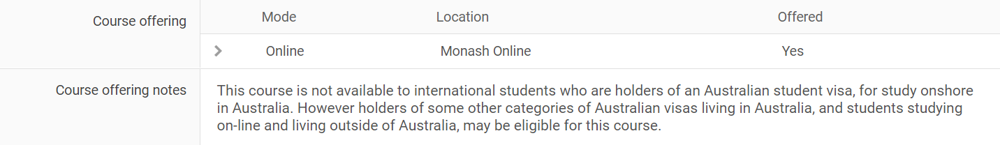 Course offering
Mode Location Offered
Online Monash Online Yes
Course offering notes
This course is not available to international students who are holders of an Australian student visa, for study onshore
in Australia. However holders of some other categories of Australian visas living in Australia, and students studying
on-line and living outside of Australia, may be eligible for this course.